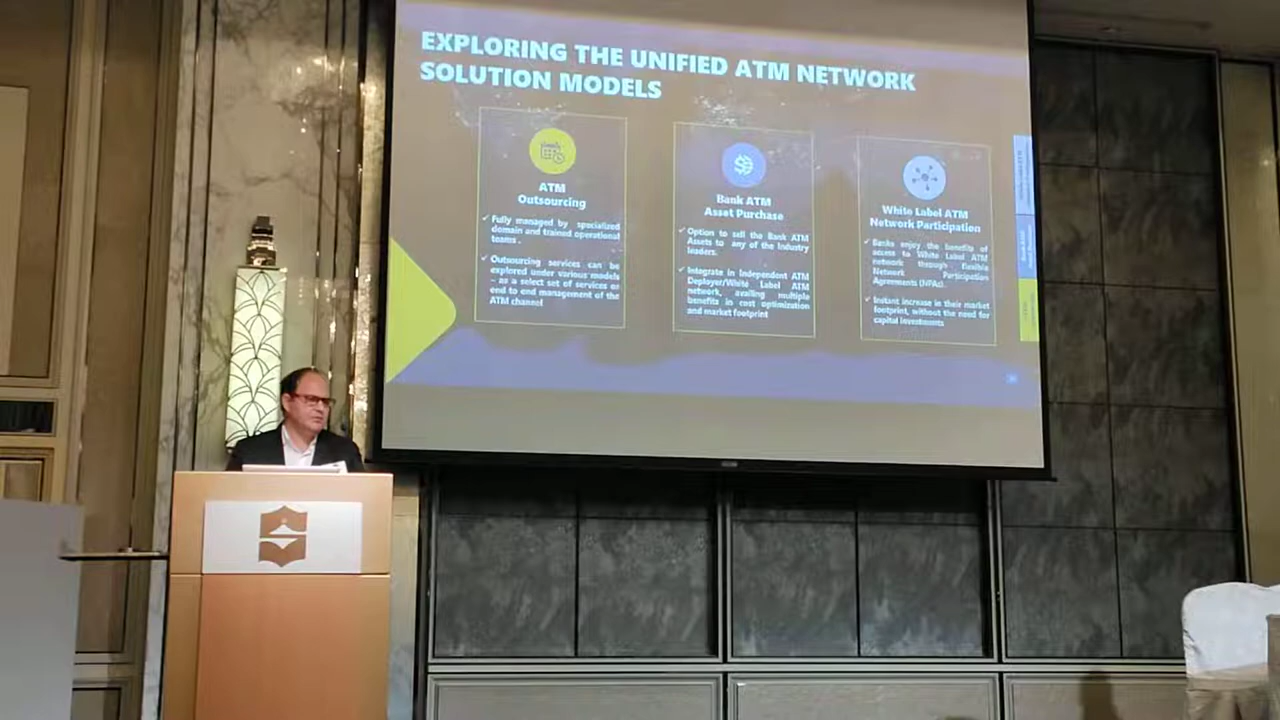 EXPLORING THE UNIFIED ATM NETWORK
SOLUTION MODELS
ATM
Outsourcing
✓ Fully managed by specialized
domain and trained operational
teams .
✓ Outsourcing services can be
explored under various models
– as a select set of services or
end to end management of the
ATM channel
Bank ATM
Asset Purchase
✓ Option to sell the Bank ATM
Assets to any of the Industry
leaders.
✓ Integrate in Independent ATM
Deployer/White Label ATM
network, availing multiple
benefits in cost optimization
and market footprint
White Label ATM
Network Participation
✓ Banks enjoy the benefits of
access to White Label ATM
network through flexible
Network Participation
Agreements (NPAs).
✓ Instant increase in their market
footprint, without the need for
capital investments